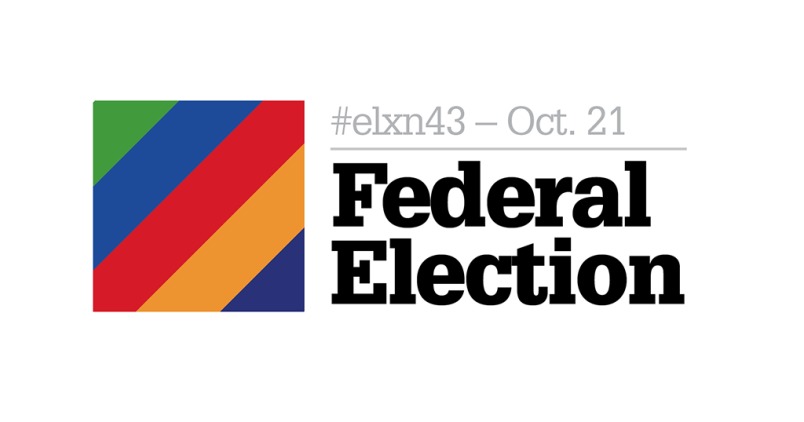 #elxn43 – Oct. 21
Federal
Election